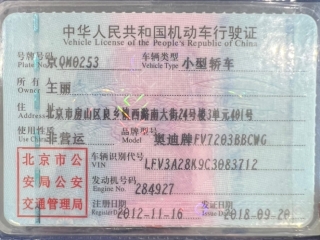 中华人民共和国机动车行驶证
Vehicle License of the People's Republic of China
号牌号码 京QM0253 车辆类型 小型轿车
Plate No. Vehicle Type
所有人 王丽
住址 北京市房山区良乡镇西路南大街24号楼3单元401号
Address
使用性质 非营运 品牌型号 奥迪牌FV7203BBCWG
Model
北京市公安局公安交通管理局
车辆识别代号 LFV3A28K9C3083712
VIN
发动机号码 284927
Engine No.
注册日期 2012-11-16 发证日期 2018-09-20
Register Date Issue Date